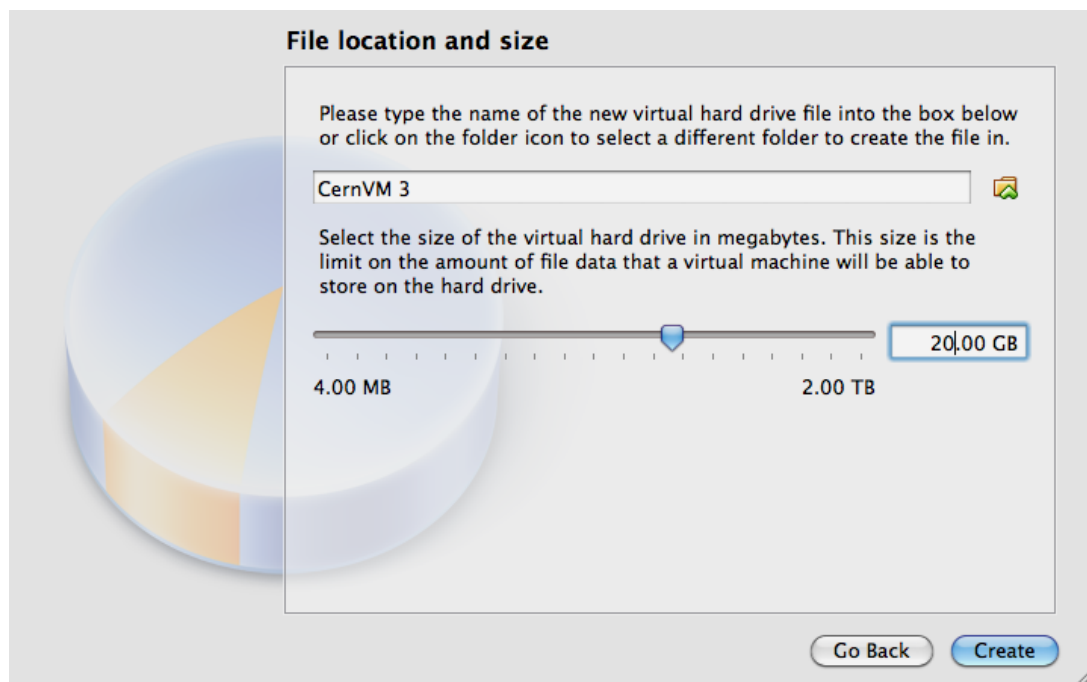 File location and size
Please type the name of the new virtual hard drive file into the box below
or click on the folder icon to select a different folder to create the file in.
CernVM 3
Select the size of the virtual hard drive in megabytes. This size is the
limit on the amount of file data that a virtual machine will be able to
store on the hard drive.
20.00 GB
4.00 MB 2.00 TB
Go Back Create